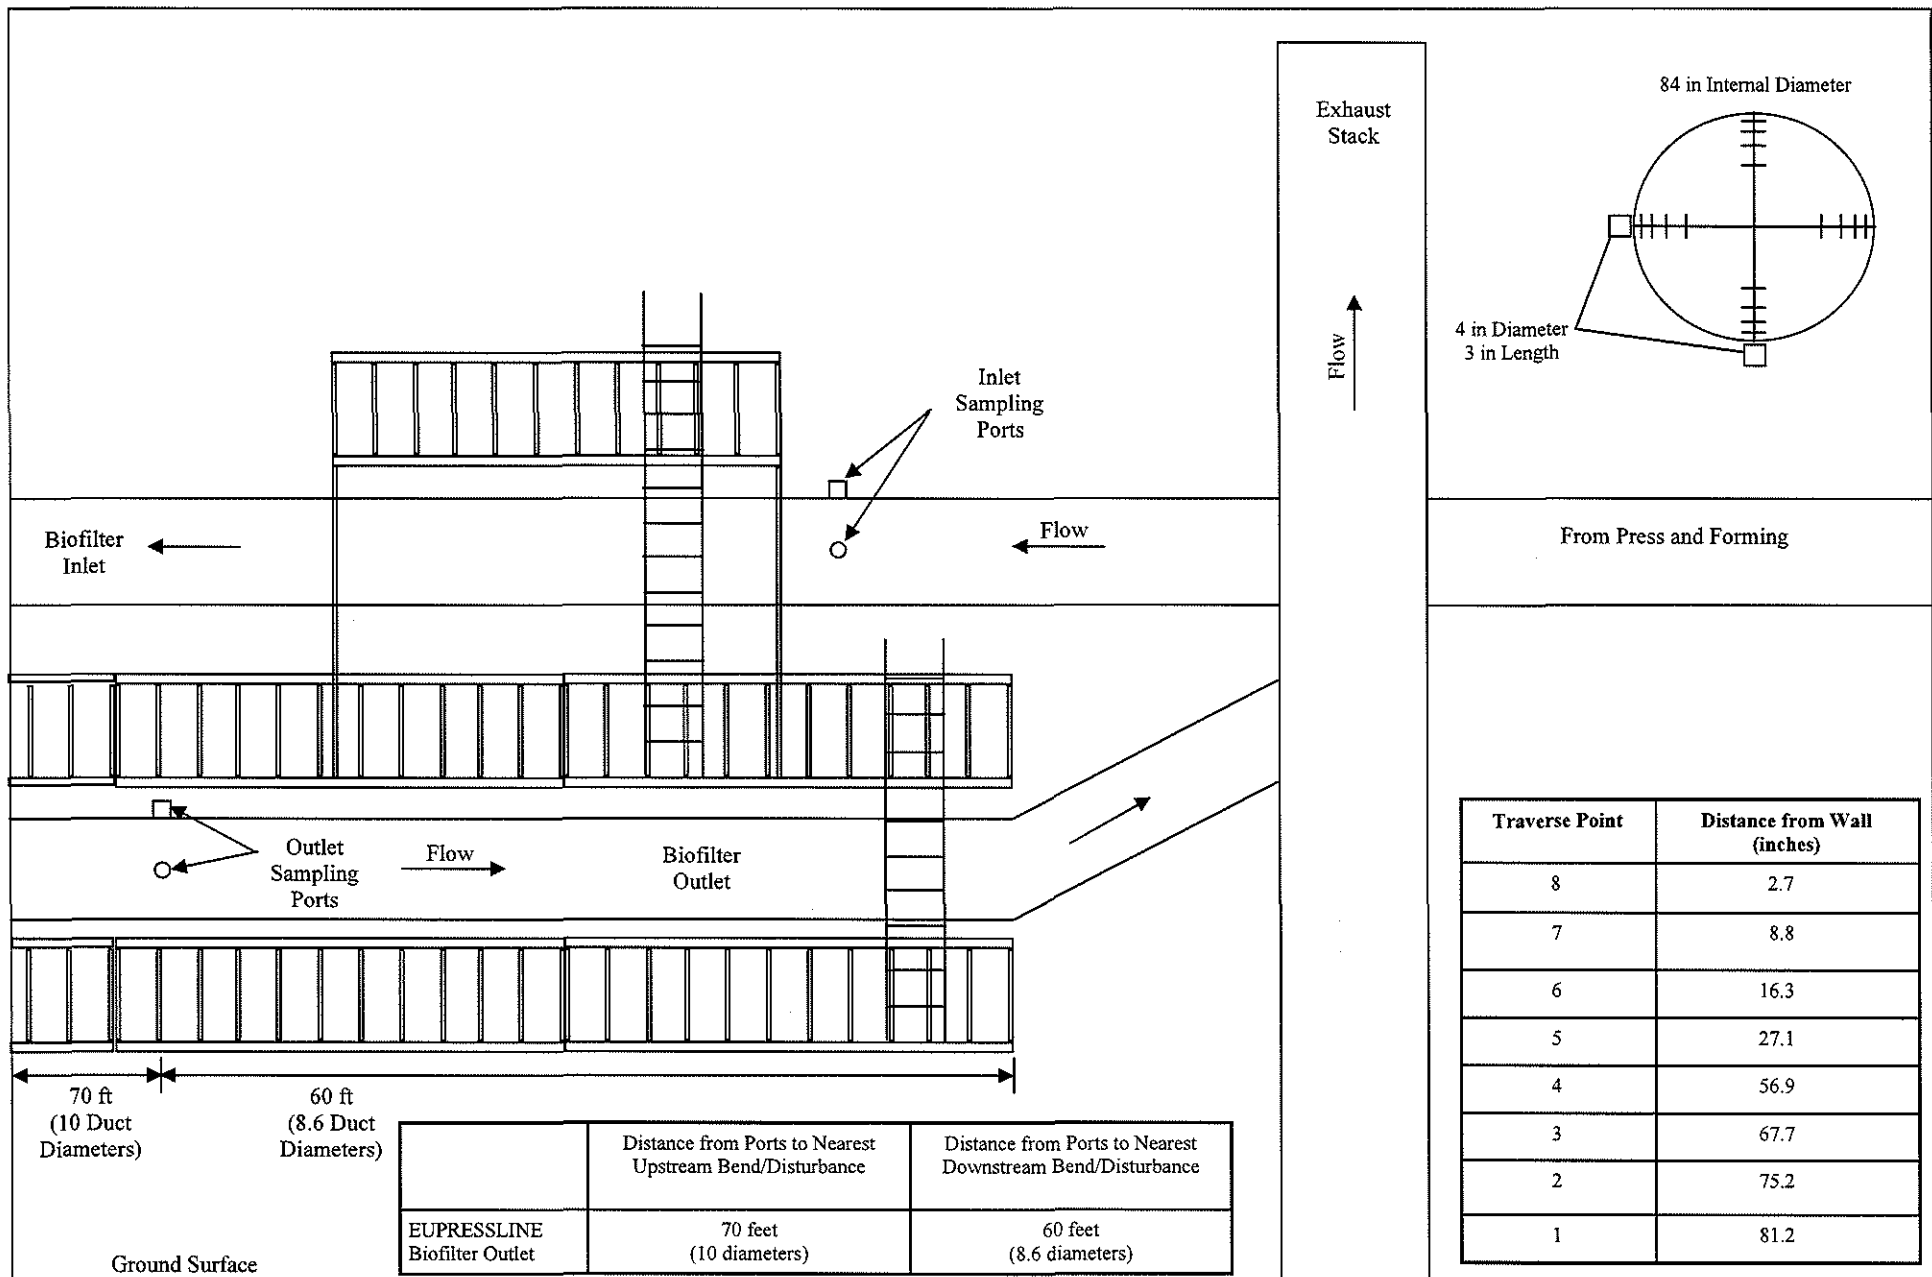 84 in Internal Diameter
Exhaust
Stack
4 in Diameter
3 in Length
Flow
Inlet
Sampling
Ports
Biofilter
Inlet
Flow
From Press and Forming
Outlet
Sampling
Ports
Flow
Biofilter
Outlet
Traverse Point
Distance from Wall
(inches)
8
2.7
7
8.8
6
16.3
5
27.1
4
56.9
3
67.7
2
75.2
1
81.2
70 ft
(10 Duct
Diameters)
60 ft
(8.6 Duct
Diameters)
Distance from Ports to Nearest
Upstream Bend/Disturbance
Distance from Ports to Nearest
Downstream Bend/Disturbance
EUPRESSLINE
Biofilter Outlet
70 feet
(10 diameters)
60 feet
(8.6 diameters)
Ground Surface